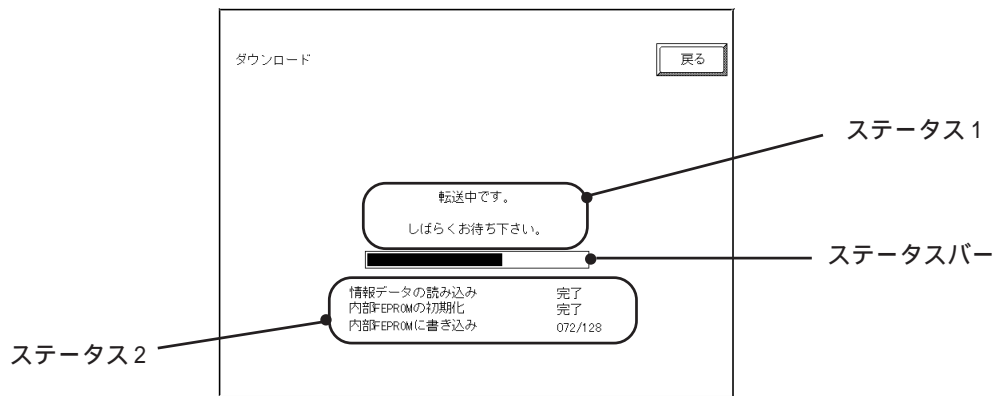 ダウンロード
戻る
ステータス1
転送中です。
しばらくお待ち下さい。
ステータスバー
情報データの読み込み 完了
内部FEPROMの初期化 完了
内部FEPROMに書き込み 072/128
ステータス2